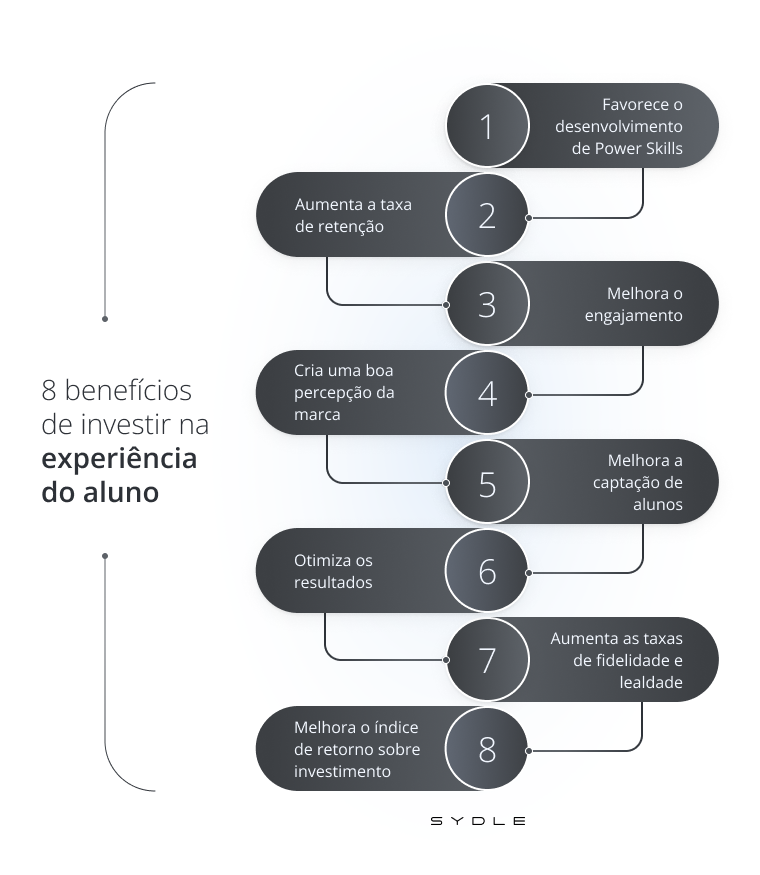 8 benefícios
de investir na
experiência
do aluno
1
Favorece o
desenvolvimento
de Power Skills
2
Aumenta a taxa
de retenção
3
Melhora o
engajamento
4
Cria uma boa
percepção da
marca
5
Melhora a
captação de
alunos
6
Otimiza os
resultados
7
Aumenta as taxas
de fidelidade e
lealdade
8
Melhora o índice
de retorno sobre
investimento
SYDLE